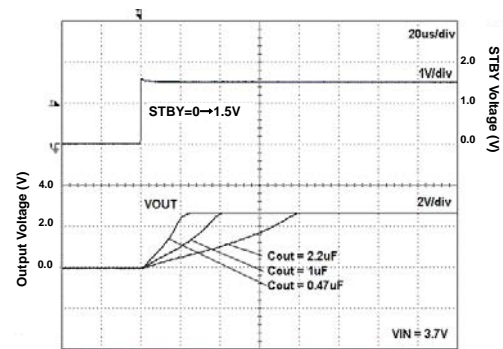 20us/div
2.0
1V/div
STBY=0→1.5V
1.0
0.0
STBY Voltage (V)
4.0
VOUT
2V/div
2.0
0.0
Output Voltage (V)
Cout = 2.2uF
Cout = 1uF
Cout = 0.47uF
VIN = 3.7V